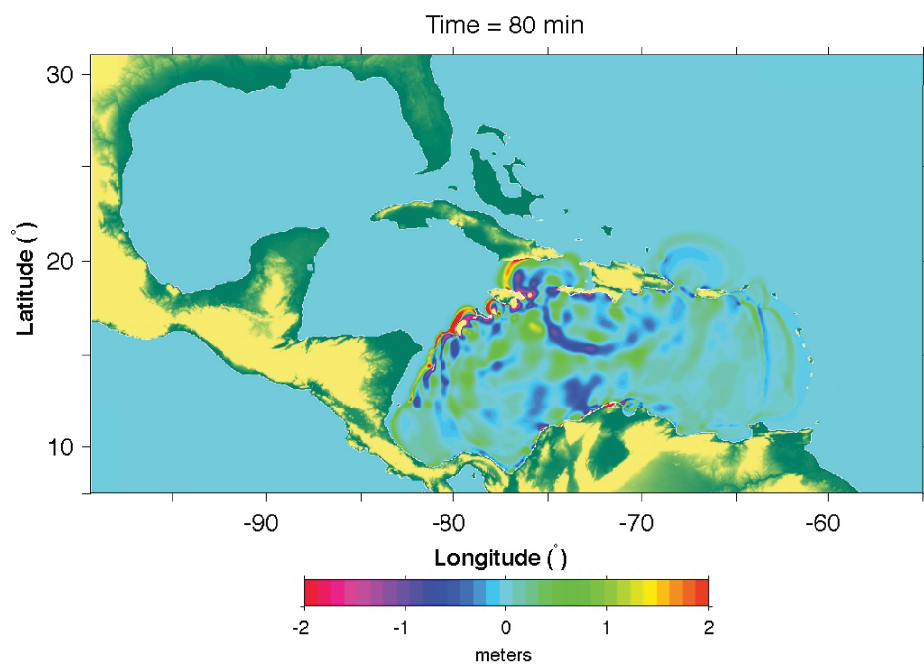 Time = 80 min
30
20
10
Latitude (°)
-90 -80 -70 -60
Longitude (°)
-2 -1 0 1 2
meters